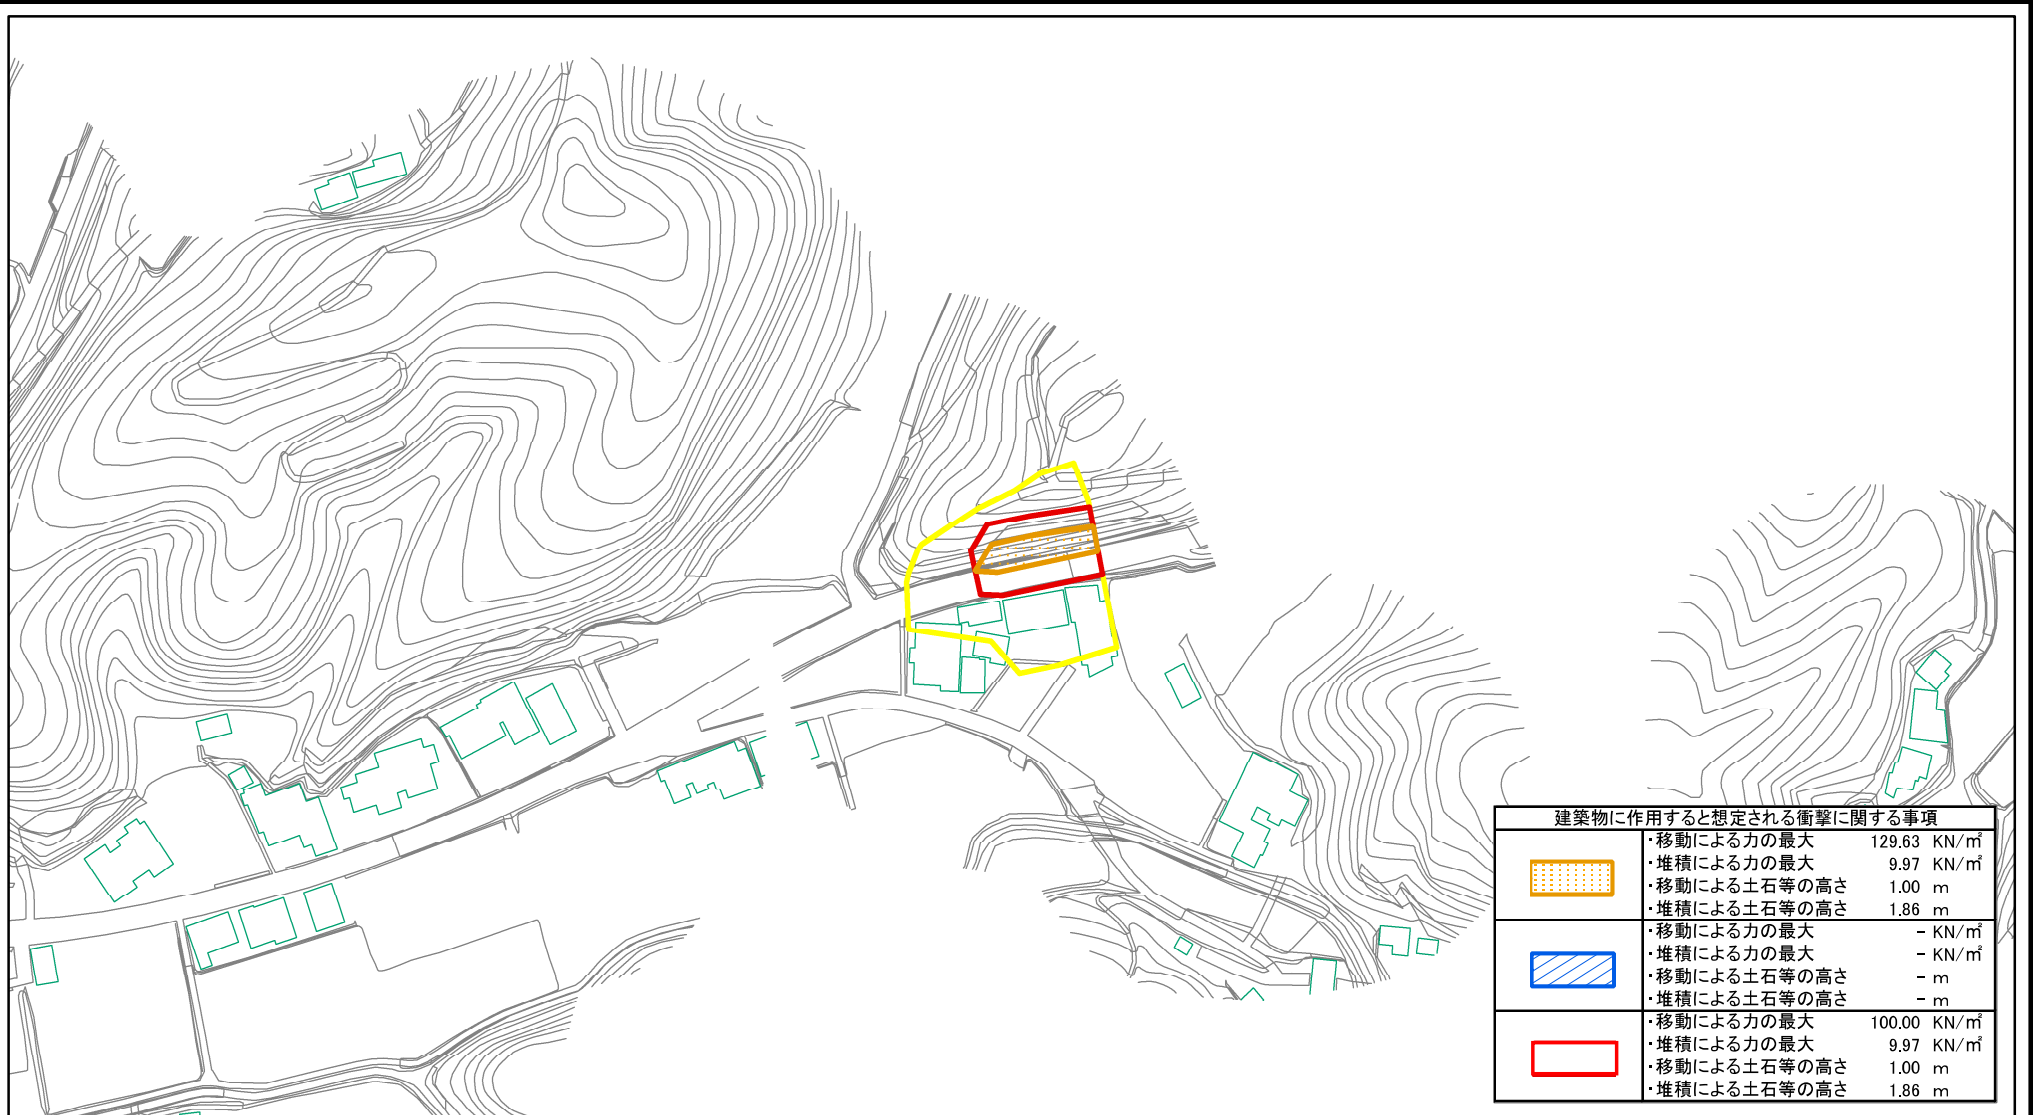 建築物に作用すると想定される衝撃に関する事項
・移動による力の最大 129.63 KN/㎡
・堆積による力の最大 9.97 KN/㎡
・移動による土石等の高さ 1.00 m
・堆積による土石等の高さ 1.86 m
・移動による力の最大 - KN/㎡
・堆積による力の最大 - KN/㎡
・移動による土石等の高さ - m
・堆積による土石等の高さ - m
・移動による力の最大 100.00 KN/㎡
・堆積による力の最大 9.97 KN/㎡
・移動による土石等の高さ 1.00 m
・堆積による土石等の高さ 1.86 m